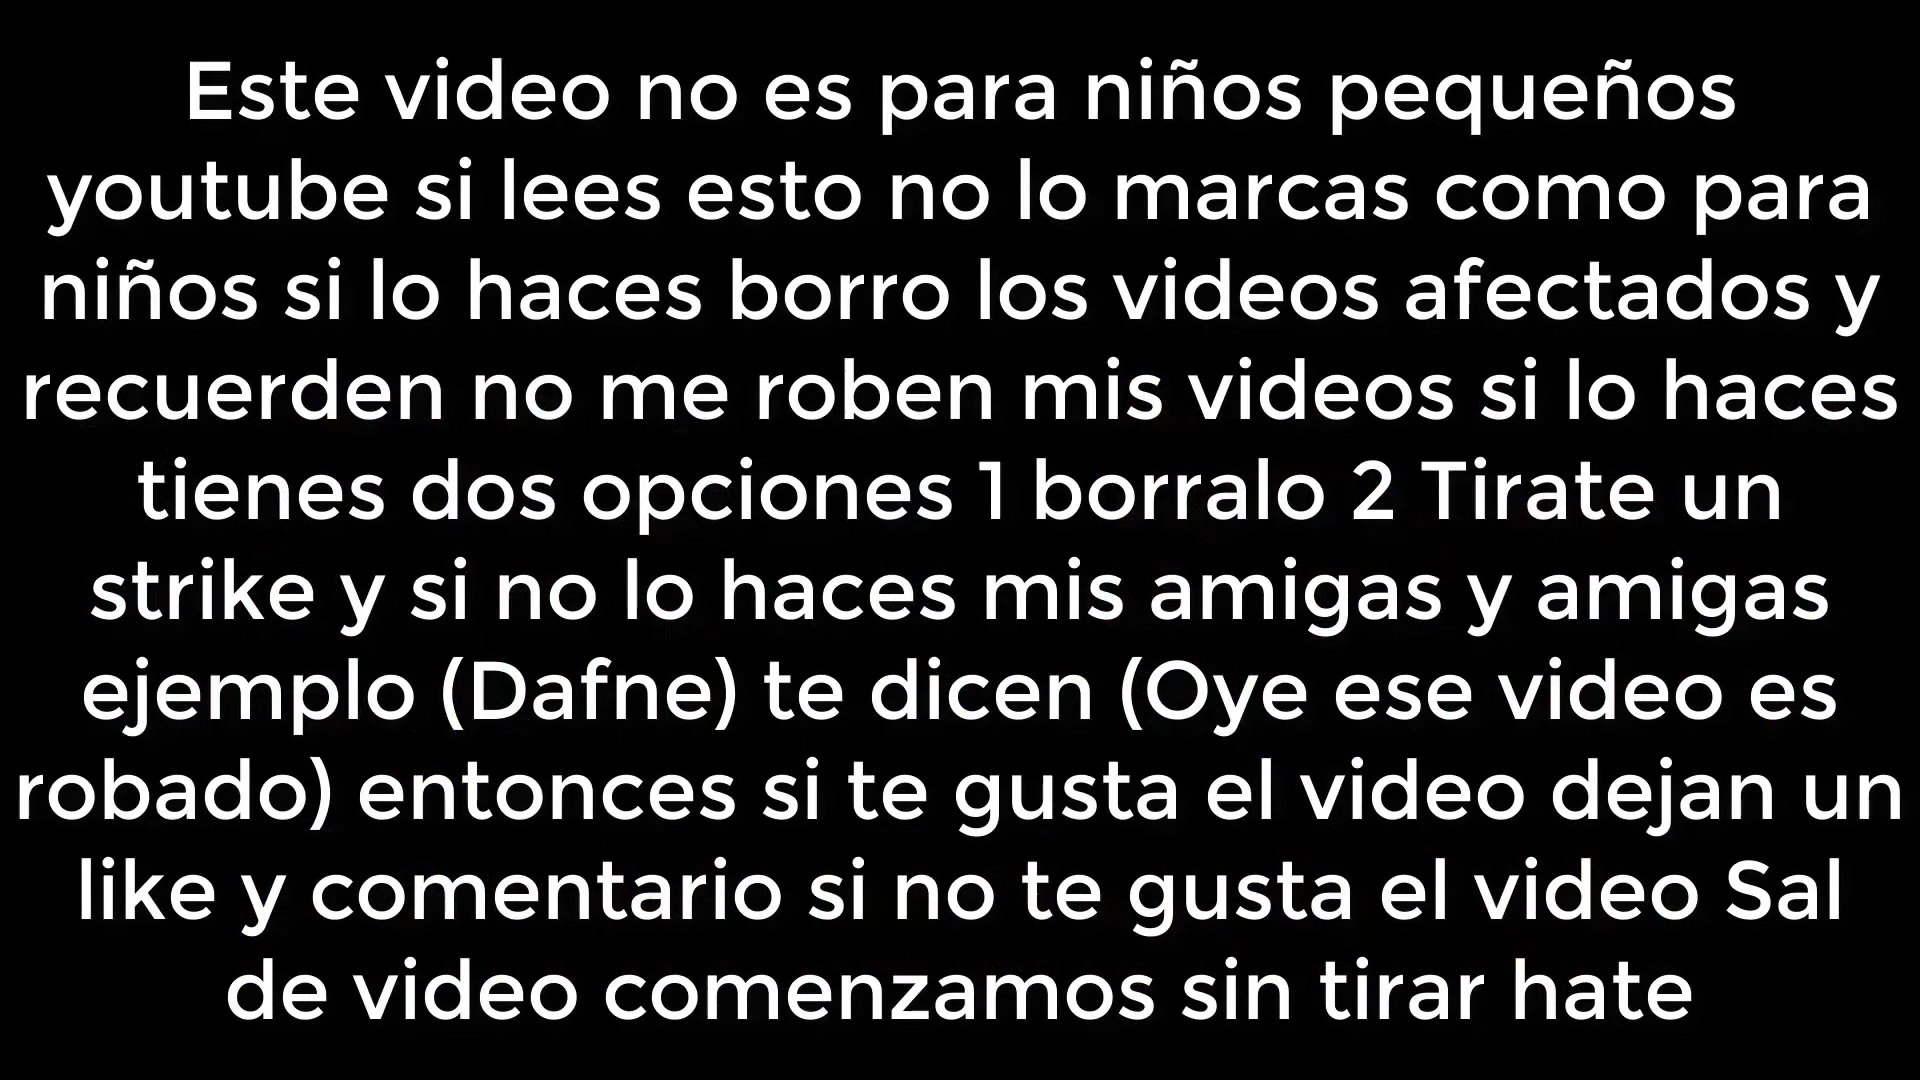 Este video no es para niños pequeños
youtube si lees esto no lo marcas como para
niños si lo haces borro los videos afectados y
recuerden no me roben mis videos si lo haces
tienes dos opciones 1 borralo 2 Tirate un
strike y si no lo haces mis amigas y amigas
ejemplo (Dafne) te dicen (Oye ese video es
robado) entonces si te gusta el video dejan un
like y comentario si no te gusta el video Sal
de video comenzamos sin tirar hate